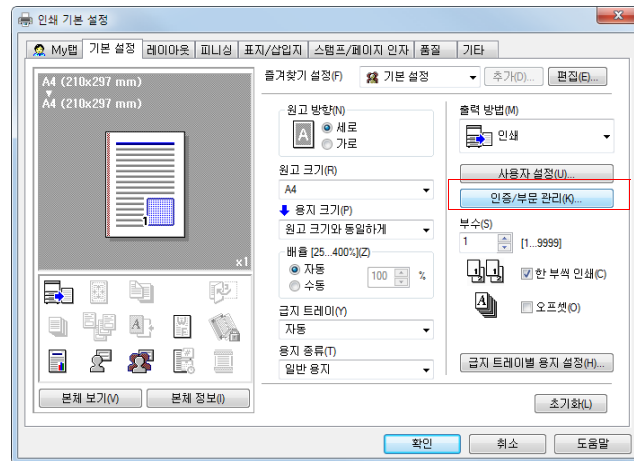 인쇄 기본 설정
My탭 기본 설정 레이아웃 피니싱 표지/삽입지 스탬프/페이지 인자 품질 기타
A4 (210x297 mm)
A4 (210x297 mm)
1
x1
본체 보기(V) 본체 정보(I)
즐겨찾기 설정(F) 기본 설정 추가(D)... 편집(E)...
원고 방향(N)
A 세로
가로
원고 크기(R)
A4
용지 크기(P)
원고 크기와 동일하게
배율 [25...400%](Z)
자동
수동
100 %
급지 트레이(Y)
자동
용지 종류(T)
일반 용지
출력 방법(M)
인쇄
사용자 설정(U)...
인증/부문 관리(K)...
부수(S)
1 [1...9999]
한 부씩 인쇄(C)
오프셋(O)
급지 트레이별 용지 설정(H)...
초기화(L)
확인 취소 도움말